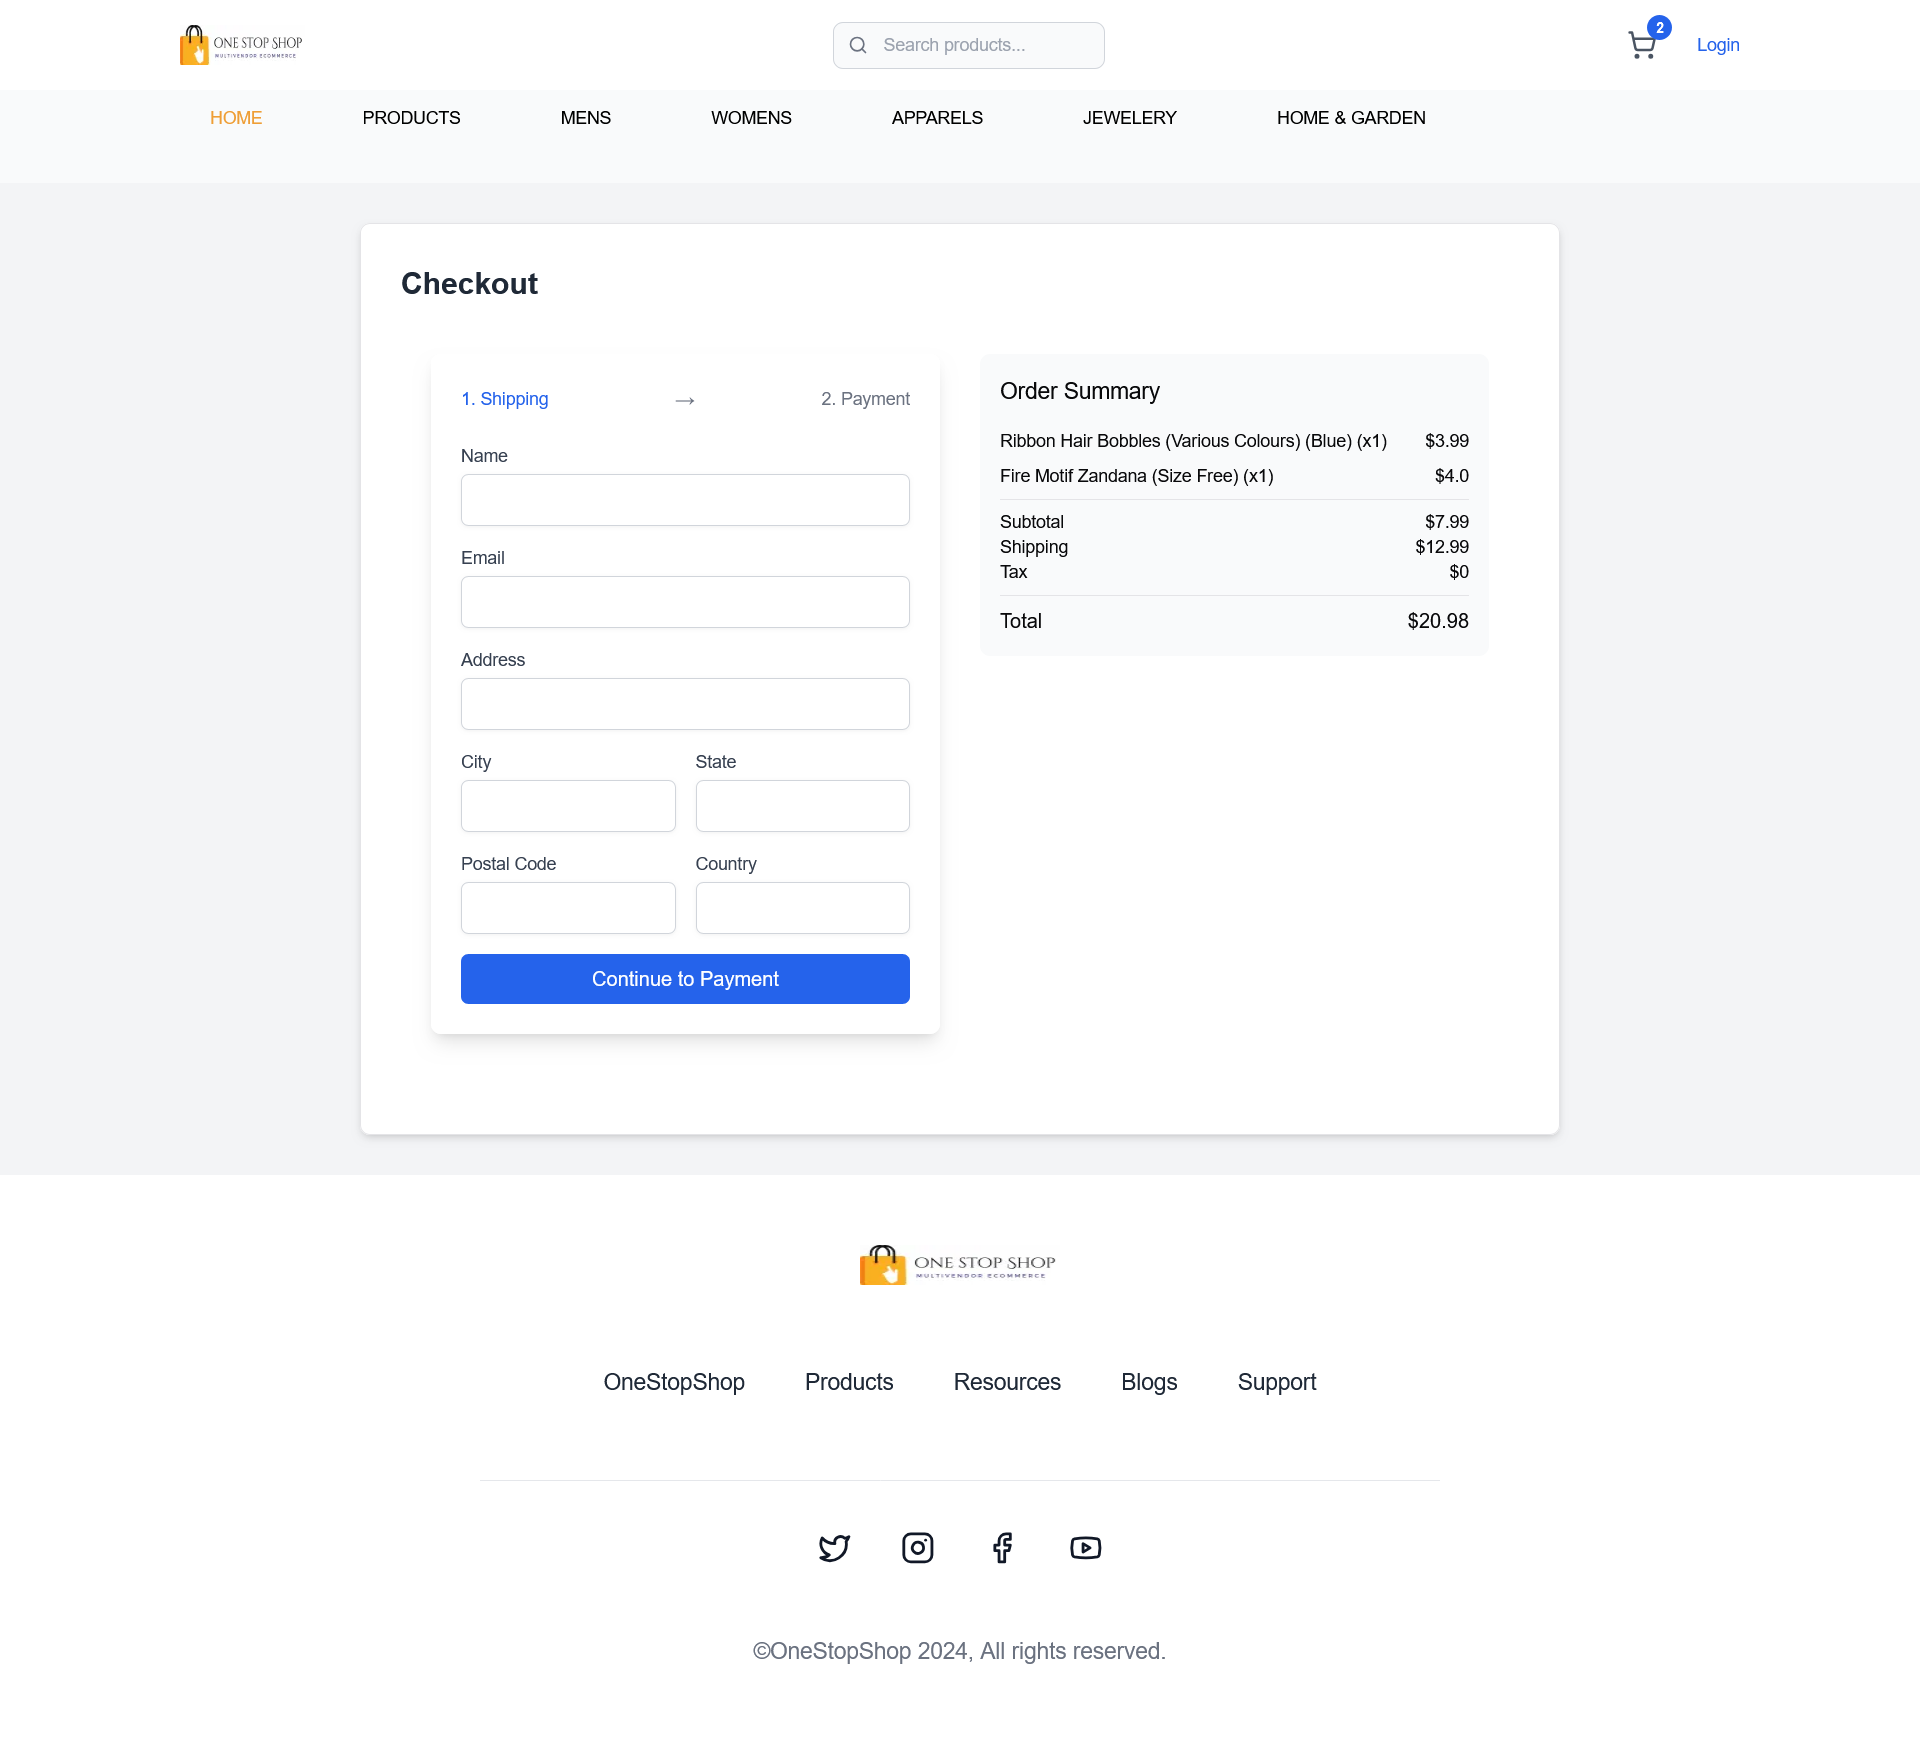 ONE STOP SHOP
MULTIVENDOR ECOMMERCE
Search products...
2
Login
HOME
PRODUCTS
MENS
WOMENS
APPARELS
JEWELERY
HOME & GARDEN
Checkout
1. Shipping
→
2. Payment
Name
Email
Address
City
State
Postal Code
Country
Continue to Payment
Order Summary
Ribbon Hair Bobbles (Various Colours) (Blue) (x1) $3.99
Fire Motif Zandana (Size Free) (x1) $4.0
Subtotal $7.99
Shipping $12.99
Tax $0
Total $20.98
ONE STOP SHOP
MULTIVENDOR ECOMMERCE
OneStopShop
Products
Resources
Blogs
Support
©OneStopShop 2024, All rights reserved.